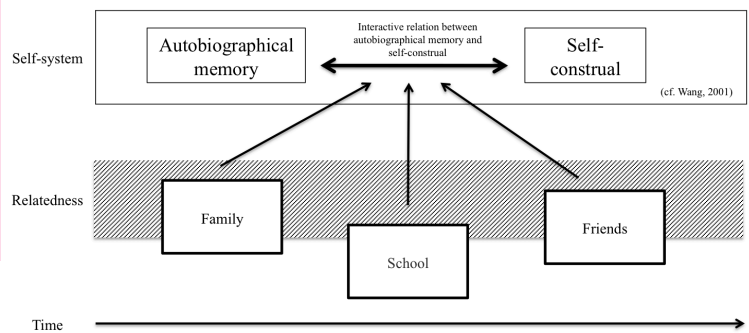 Self-system
Autobiographical
memory
Interactive relation between
autobiographical memory and
self-construal
Self-
construal
(cf. Wang, 2001)
Relatedness
Family
School
Friends
Time